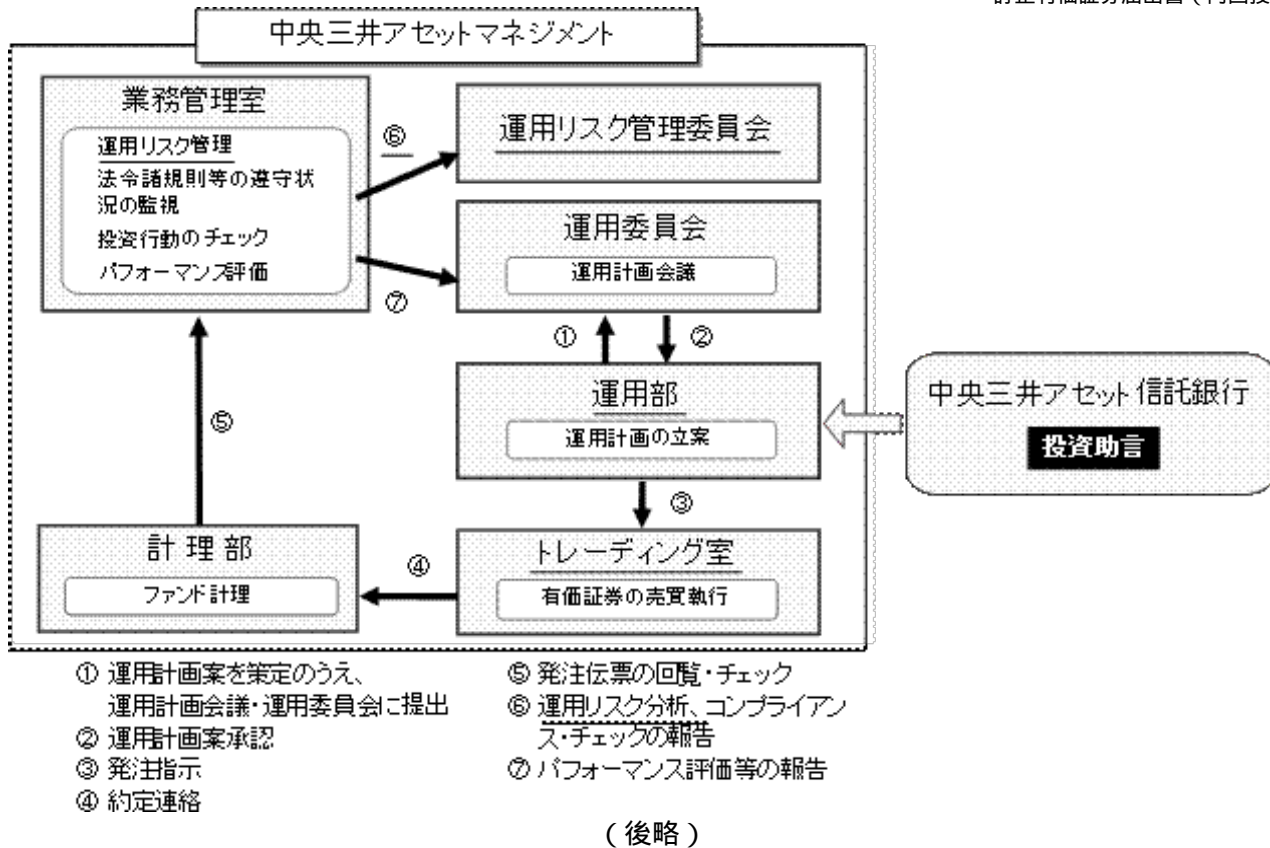 中央三井アセットマネジメント
業務管理室
運用リスク管理
法令諸規則等の遵守状
況の監視
投資行動のチェック
パフォーマンス評価
⑥
運用リスク管理委員会
運用委員会
運用計画会議
⑦
①
②
運用部
運用計画の立案
中央三井アセット信託銀行
投資助言
⑤
③
計理部
ファンド計理
④
トレーディング室
有価証券の売買執行
① 運用計画案を策定のうえ、
運用計画会議・運用委員会に提出
② 運用計画案承認
③ 発注指示
④ 約定連絡
⑤ 発注伝票の回覧・チェック
⑥ 運用リスク分析、コンプライアン
ス・チェックの報告
⑦ パフォーマンス評価等の報告
(後略)